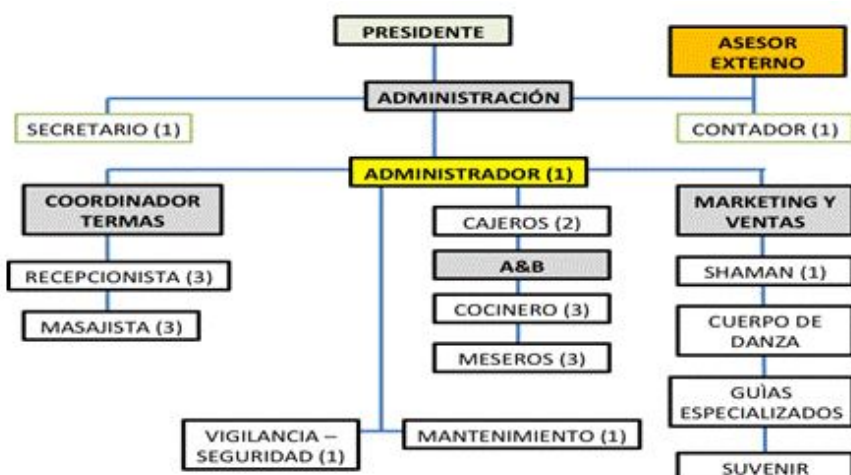 PRESIDENTE
ASESOR
EXTERNO
ADMINISTRACIÓN
SECRETARIO (1)
CONTADOR (1)
ADMINISTRADOR (1)
COORDINADOR
TERMAS
RECEPCIONISTA (3)
MASAJISTA (3)
CAJEROS (2)
A&B
COCINERO (3)
MESEROS (3)
MARKETING Y
VENTAS
SHAMAN (1)
CUERPO DE
DANZA
GUÌAS
ESPECIALIZADOS
SUVENIR
VIGILANCIA –
SEGURIDAD (1)
MANTENIMIENTO (1)